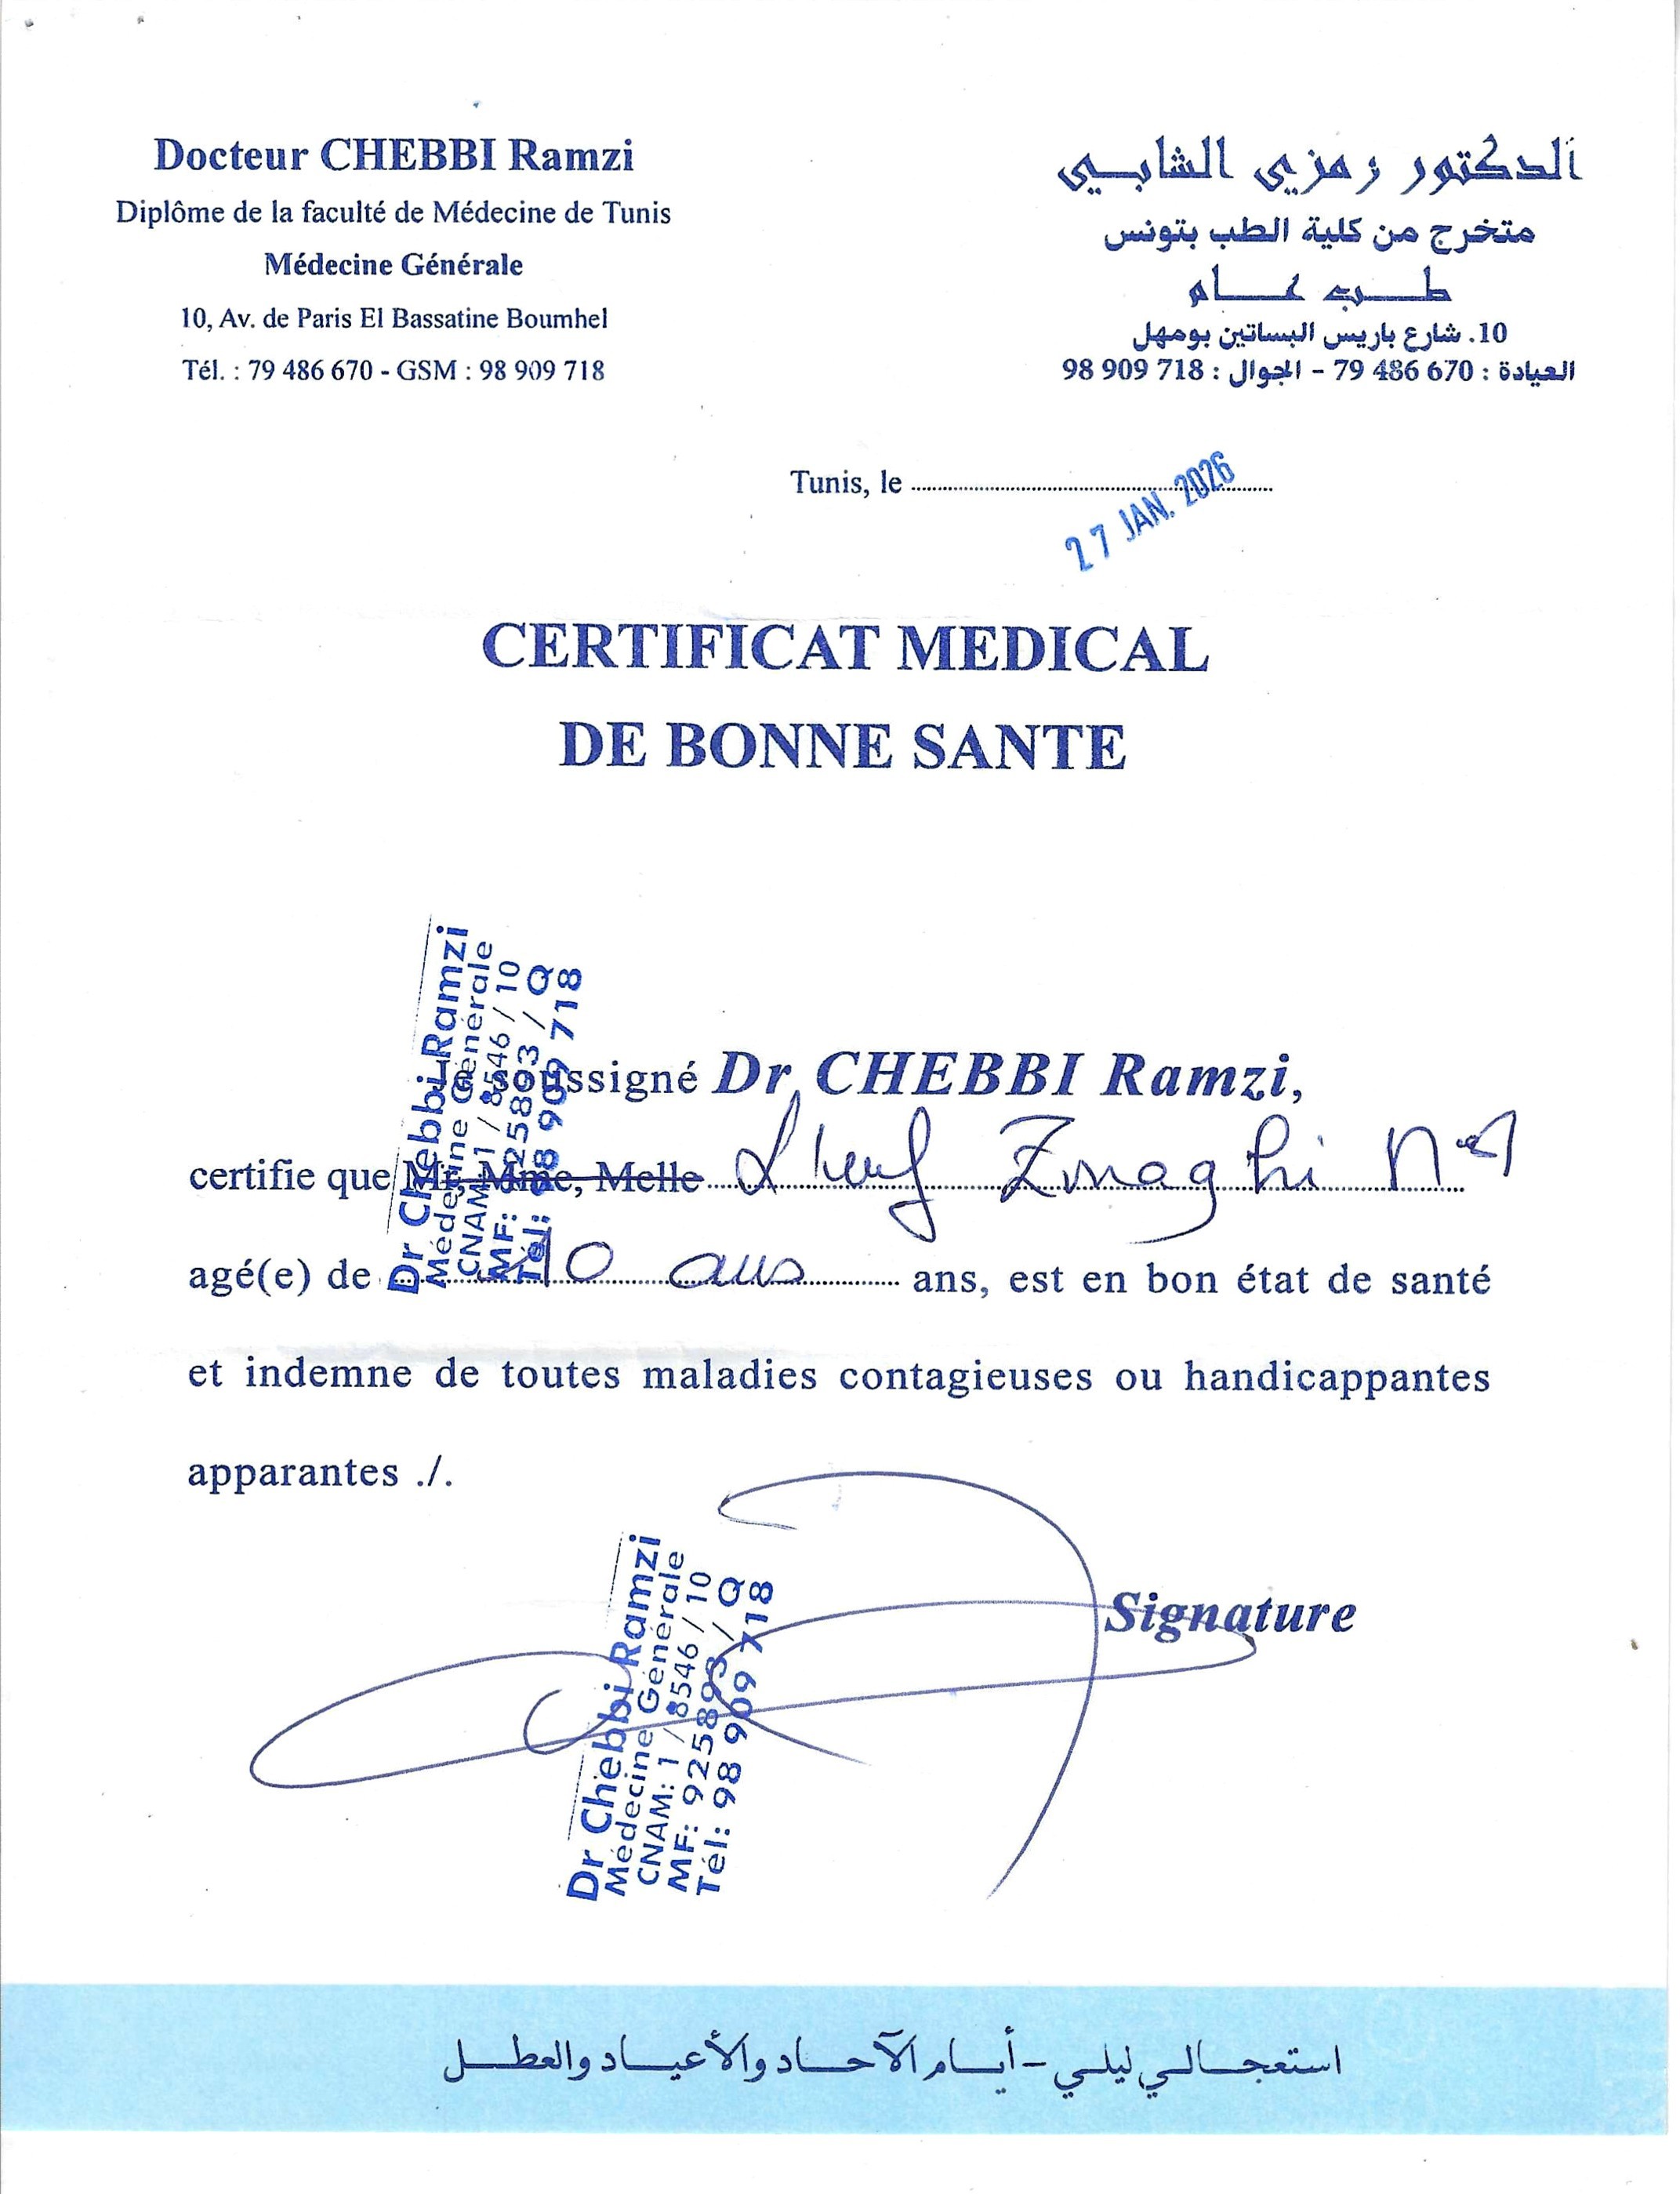 Docteur CHEBBI Ramzi
Diplôme de la faculté de Médecine de Tunis
Médecine Générale
10, Av. de Paris El Bassatine Boumhel
Tél. : 79 486 670 - GSM : 98 909 718
الدكتور رمزي الشابي
متخرج من كلية الطب بتونس
طب عام
10. شارع باريس البساتين بومهل
العيادة : 79 486 670 - الجوال : 98 909 718
Tunis, le
27 JAN. 2026
CERTIFICAT MEDICAL
DE BONNE SANTE
Dr Chebbi Ramzi
Médecine Générale
CNAM: 1 / 8546 / 10
MF: 925893 / Q
Tél: 98 909 718
Je soussigné Dr CHEBBI Ramzi,
certifie que Mr, Mme, Melle
agé(e) de 10 ans ans, est en bon état de santé
et indemne de toutes maladies contagieuses ou handicappantes
apparantes ./.
Signature
Dr Chebbi Ramzi
Médecine Générale
CNAM: 1 / 8546 / 10
MF: 925893 / Q
Tél: 98 909 718
استعجالي ليلي - أيام الآحاد والأعياد والعطل